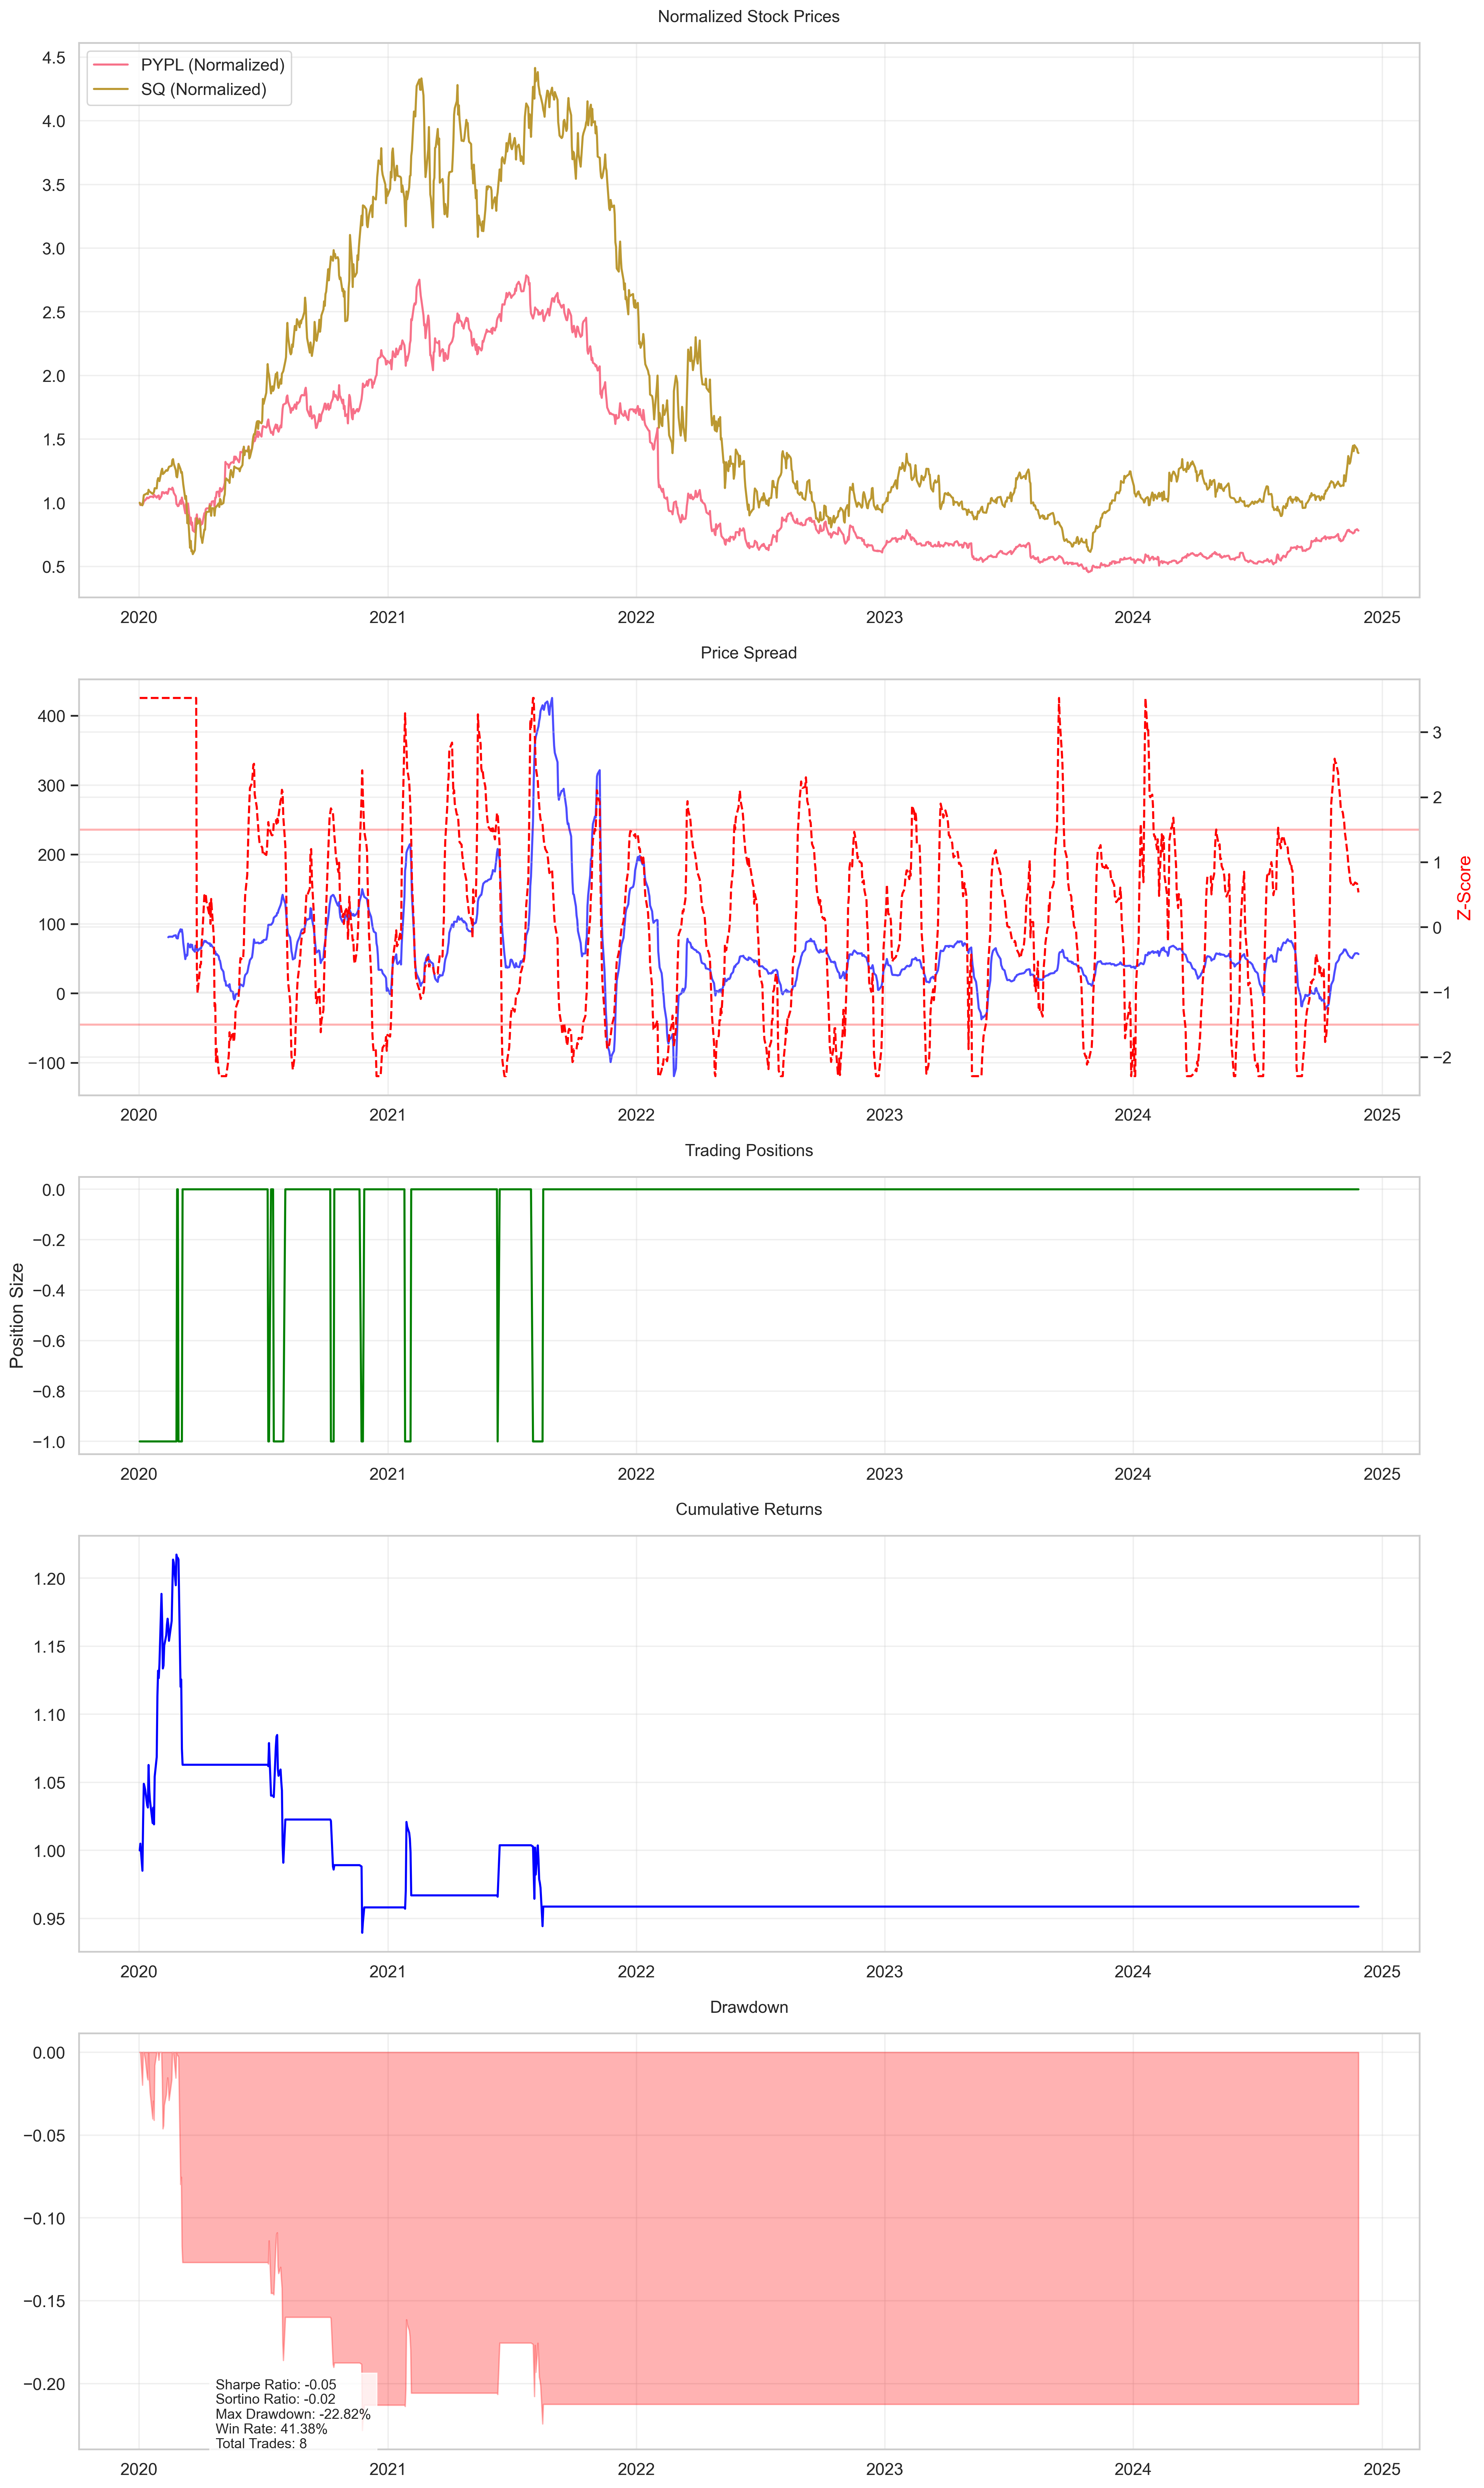 Normalized Stock Prices
PYPL (Normalized)
SQ (Normalized)
4.5
4.0
3.5
3.0
2.5
2.0
1.5
1.0
0.5
2020 2021 2022 2023 2024 2025
Price Spread
400
300
200
100
0
−100
3
2
1
0
−1
−2
Z-Score
2020 2021 2022 2023 2024 2025
Trading Positions
Position Size
0.0
−0.2
−0.4
−0.6
−0.8
−1.0
2020 2021 2022 2023 2024 2025
Cumulative Returns
1.20
1.15
1.10
1.05
1.00
0.95
2020 2021 2022 2023 2024 2025
Drawdown
0.00
−0.05
−0.10
−0.15
−0.20
Sharpe Ratio: -0.05
Sortino Ratio: -0.02
Max Drawdown: -22.82%
Win Rate: 41.38%
Total Trades: 8
2020 2021 2022 2023 2024 2025